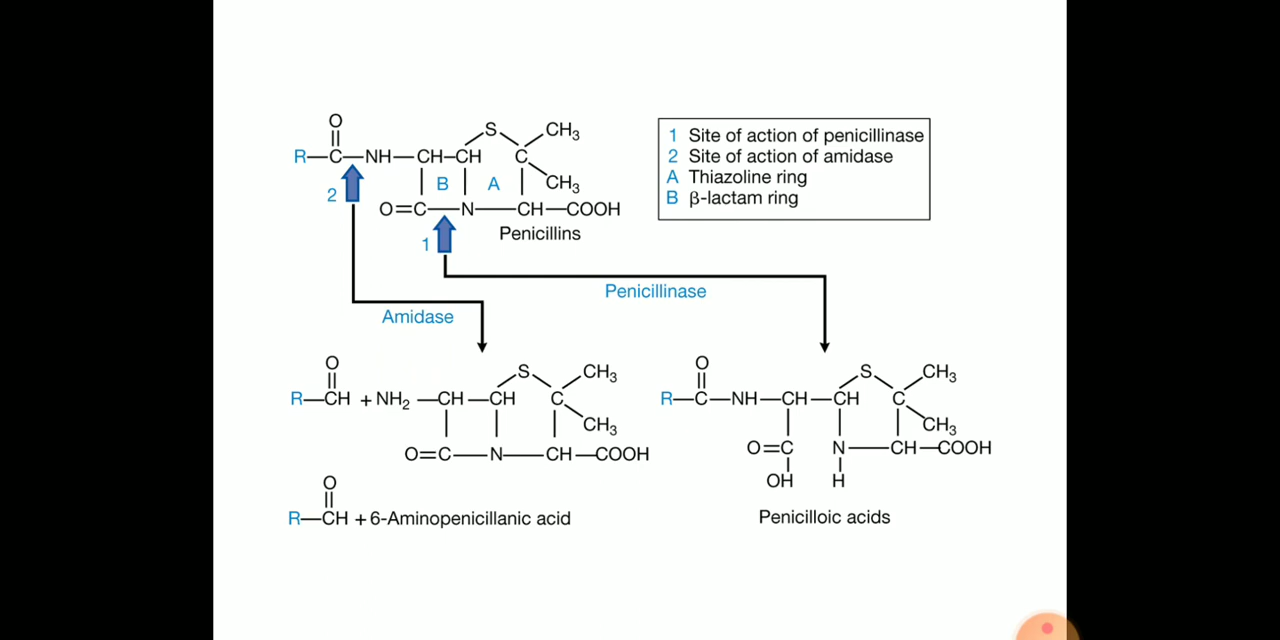 O
R—C—NH—CH—CH S C CH₃
CH₃
B A
2
O=C—N—CH—COOH
1
Penicillins
1 Site of action of penicillinase
2 Site of action of amidase
A Thiazoline ring
B β-lactam ring
Penicillinase
Amidase
O
R—CH + NH₂—CH—CH S C CH₃
CH₃
O=C—N—CH—COOH
O
R—CH + 6-Aminopenicillanic acid
O
R—C—NH—CH—CH S C CH₃
CH₃
O=C N—CH—COOH
OH H
Penicilloic acids